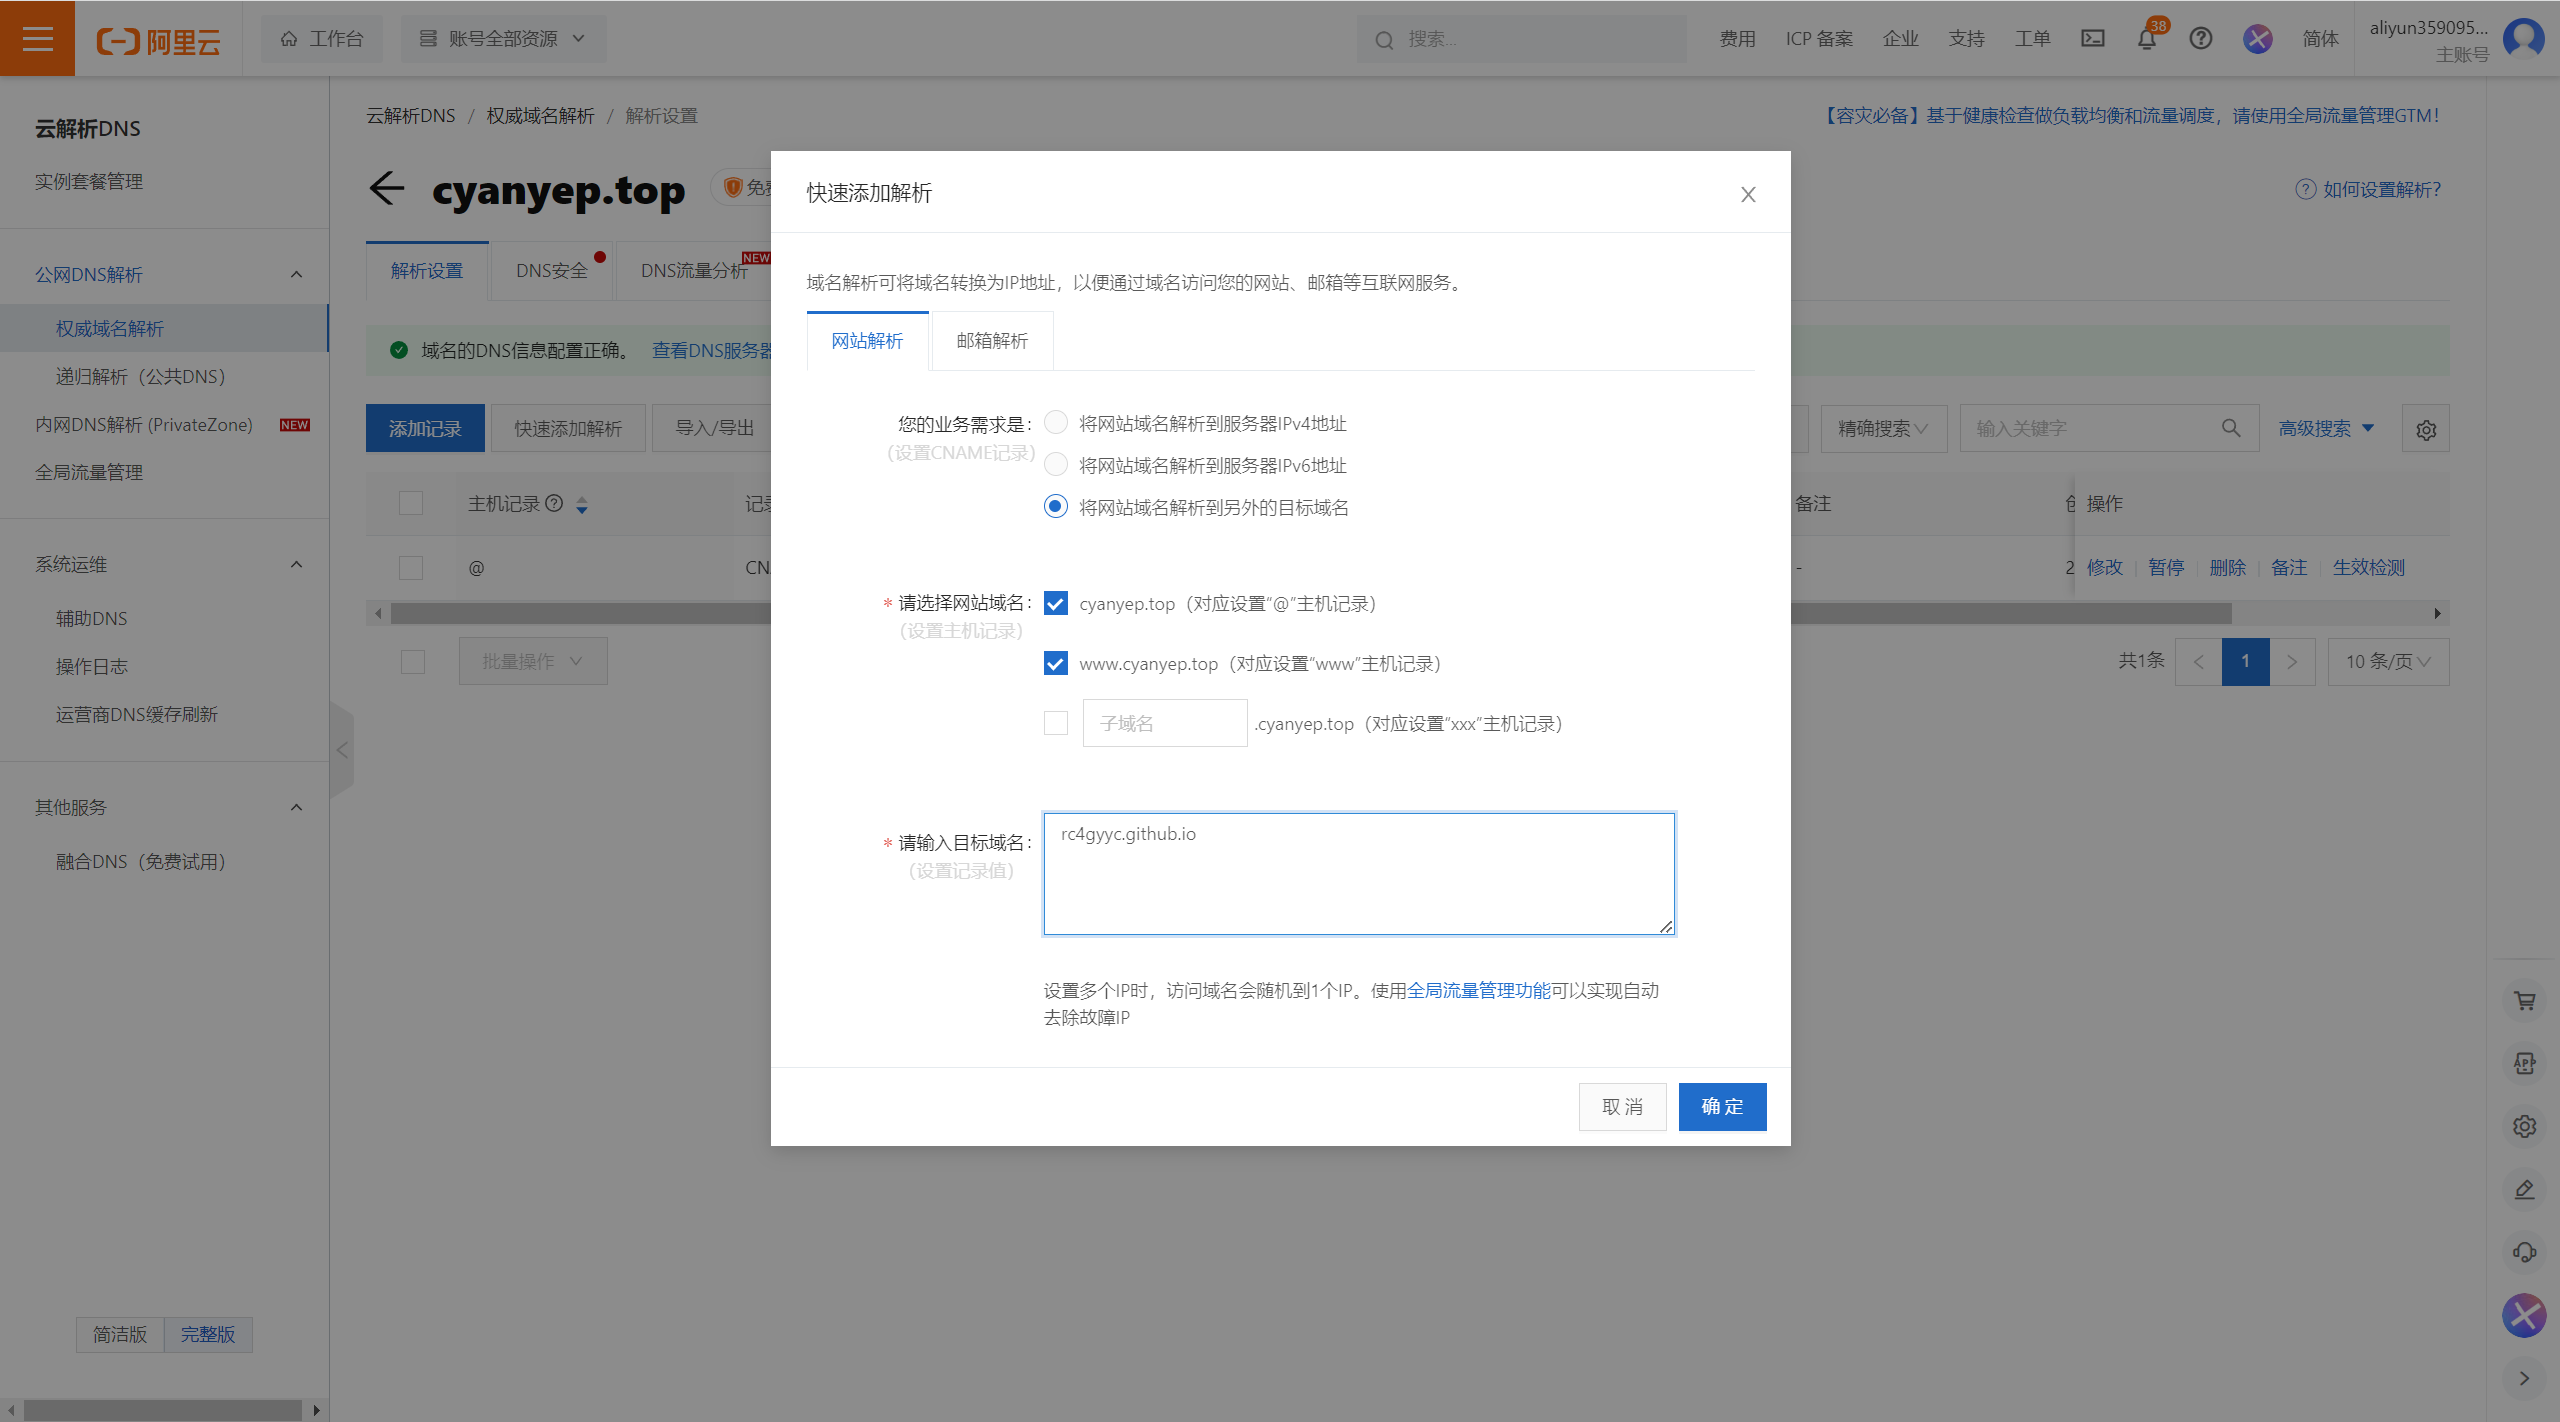 阿里云
工作台
账号全部资源
搜索...
费用
ICP 备案
企业
支持
工单
38
简体
aliyun359095...
主账号
云解析DNS
实例套餐管理
公网DNS解析
权威域名解析
递归解析（公共DNS）
内网DNS解析 (PrivateZone) NEW
全局流量管理
系统运维
辅助DNS
操作日志
运营商DNS缓存刷新
其他服务
融合DNS（免费试用）
简洁版
完整版
云解析DNS / 权威域名解析 / 解析设置
【容灾必备】基于健康检查做负载均衡和流量调度，请使用全局流量管理GTM！
cyanyep.top
免
如何设置解析？
解析设置
DNS安全
DNS流量分析 NEW
域名的DNS信息配置正确。 查看DNS服务器
添加记录
快速添加解析
导入/导出
精确搜索
输入关键字
高级搜索
主机记录
记
备注
操作
@
CN
-
2
修改
暂停
删除
备注
生效检测
批量操作
共1条
1
10 条/页
快速添加解析
域名解析可将域名转换为IP地址，以便通过域名访问您的网站、邮箱等互联网服务。
网站解析
邮箱解析
您的业务需求是：
（设置CNAME记录）
将网站域名解析到服务器IPv4地址
将网站域名解析到服务器IPv6地址
将网站域名解析到另外的目标域名
* 请选择网站域名：
（设置主机记录）
cyanyep.top（对应设置“@”主机记录）
www.cyanyep.top（对应设置“www”主机记录）
子域名 .cyanyep.top（对应设置“xxx”主机记录）
* 请输入目标域名：
（设置记录值）
rc4gyyc.github.io
设置多个IP时，访问域名会随机到1个IP。使用全局流量管理功能可以实现自动
去除故障IP
取 消
确 定
APP